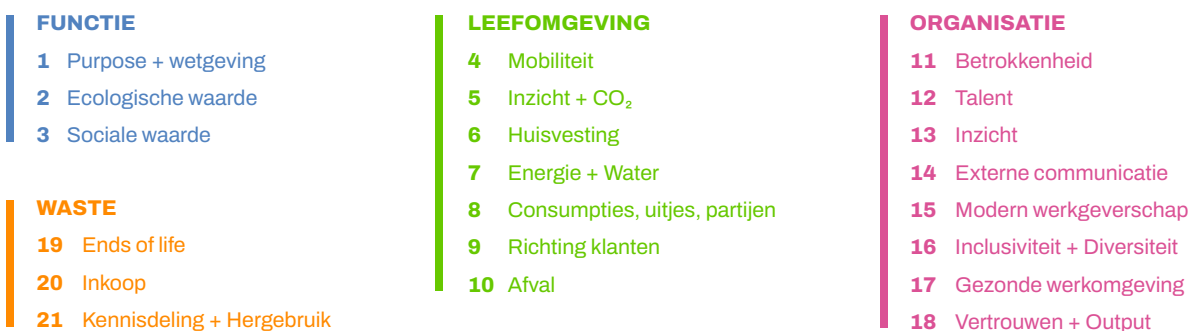 FUNCTIE
1 Purpose + wetgeving
2 Ecologische waarde
3 Sociale waarde
WASTE
19 Ends of life
20 Inkoop
21 Kennisdeling + Hergebruik
LEEFOMGEVING
4 Mobiliteit
5 Inzicht + CO₂
6 Huisvesting
7 Energie + Water
8 Consumpties, uitjes, partijen
9 Richting klanten
10 Afval
ORGANISATIE
11 Betrokkenheid
12 Talent
13 Inzicht
14 Externe communicatie
15 Modern werkgeverschap
16 Inclusiviteit + Diversiteit
17 Gezonde werkomgeving
18 Vertrouwen + Output